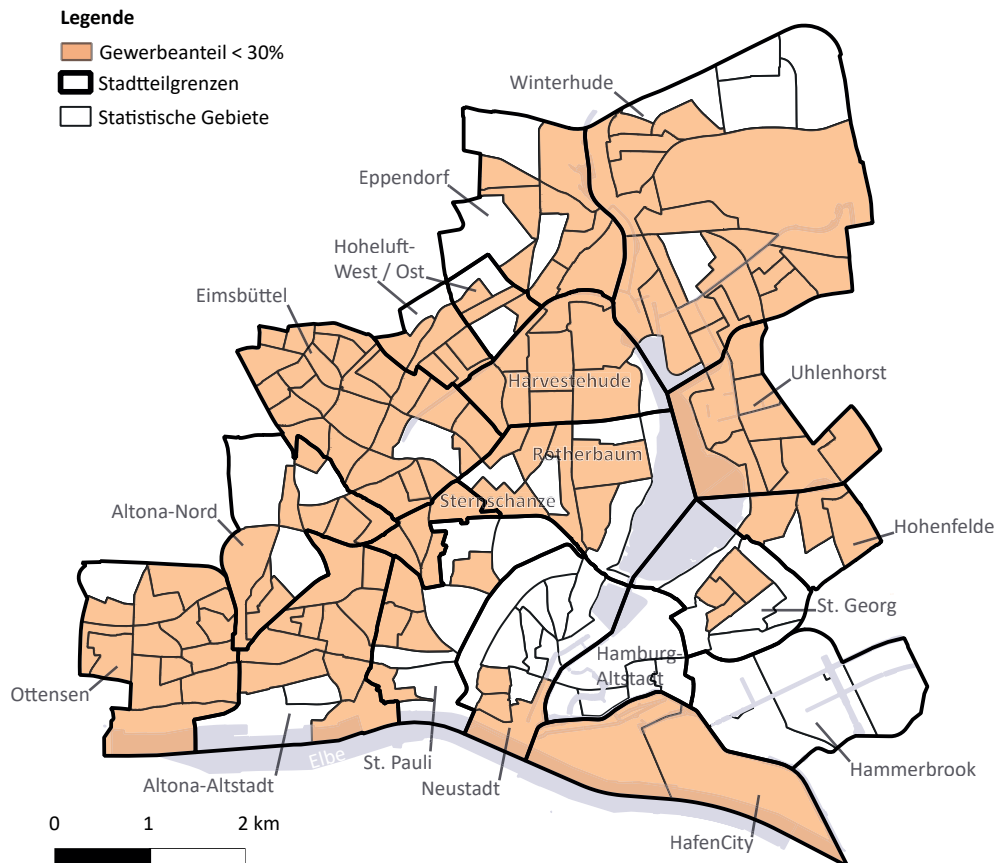 Legende
Gewerbeanteil < 30%
Stadtteilgrenzen
Statistische Gebiete
Winterhude
Eppendorf
Hoheluft-
West / Ost
Eimsbüttel
Harvestehude
Uhlenhorst
Rotherbaum
Sternschanze
Altona-Nord
Hohenfelde
St. Georg
Hamburg-
Altstadt
Ottensen
Elbe
St. Pauli
Altona-Altstadt
Neustadt
Hammerbrook
HafenCity
0 1 2 km